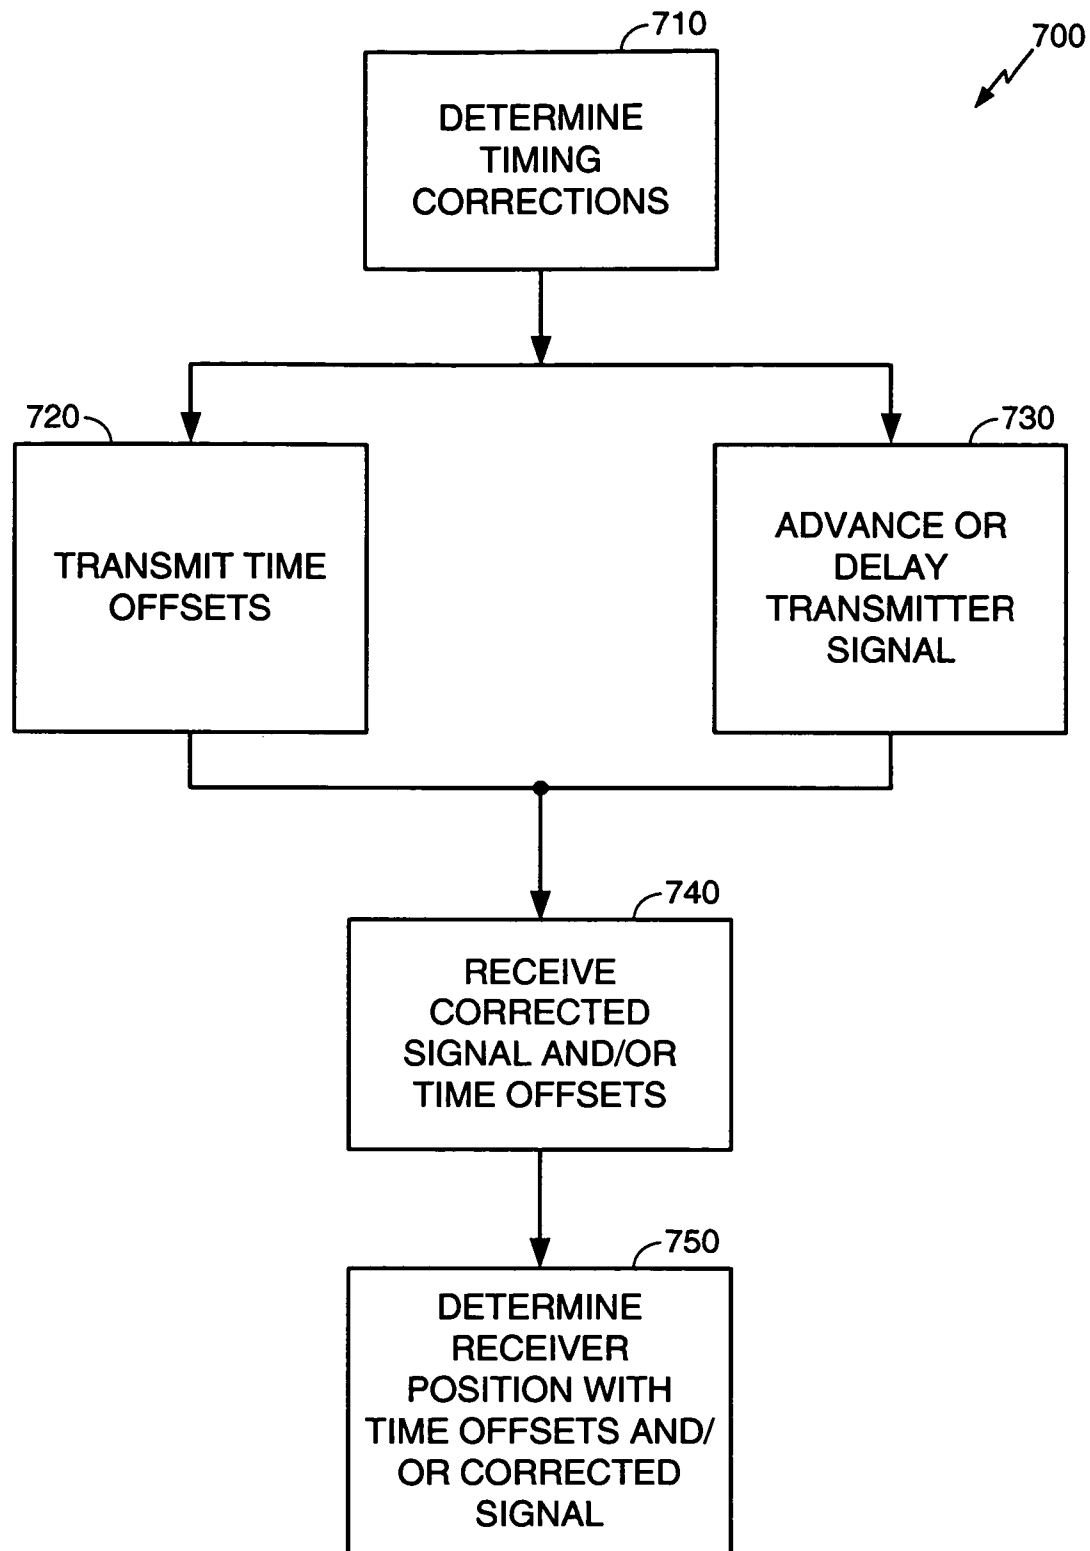 710
700
DETERMINE
TIMING
CORRECTIONS
720
730
TRANSMIT TIME
OFFSETS
ADVANCE OR
DELAY
TRANSMITTER
SIGNAL
740
RECEIVE
CORRECTED
SIGNAL AND/OR
TIME OFFSETS
750
DETERMINE
RECEIVER
POSITION WITH
TIME OFFSETS AND/
OR CORRECTED
SIGNAL